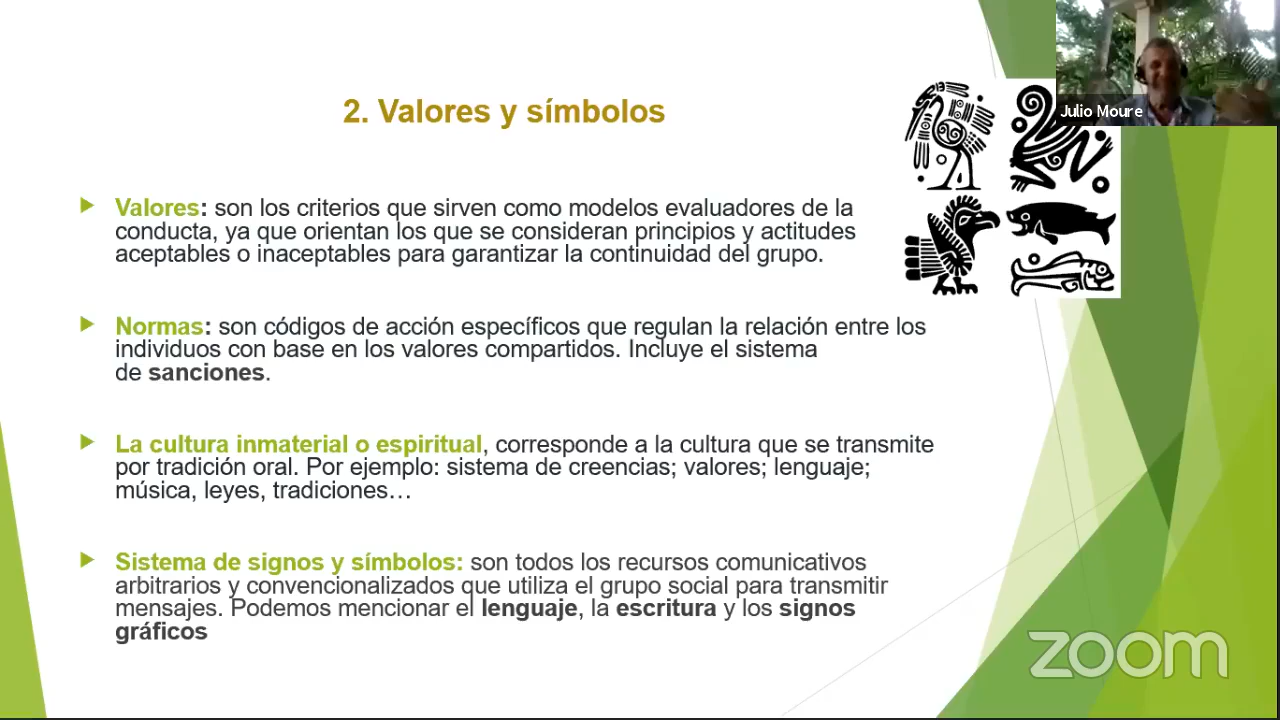 2. Valores y símbolos
Julio Moure
Valores: son los criterios que sirven como modelos evaluadores de la
conducta, ya que orientan los que se consideran principios y actitudes
aceptables o inaceptables para garantizar la continuidad del grupo.
Normas: son códigos de acción específicos que regulan la relación entre los
individuos con base en los valores compartidos. Incluye el sistema
de sanciones.
La cultura inmaterial o espiritual, corresponde a la cultura que se transmite
por tradición oral. Por ejemplo: sistema de creencias; valores; lenguaje;
música, leyes, tradiciones…
Sistema de signos y símbolos: son todos los recursos comunicativos
arbitrarios y convencionalizados que utiliza el grupo social para transmitir
mensajes. Podemos mencionar el lenguaje, la escritura y los signos
gráficos
zoom